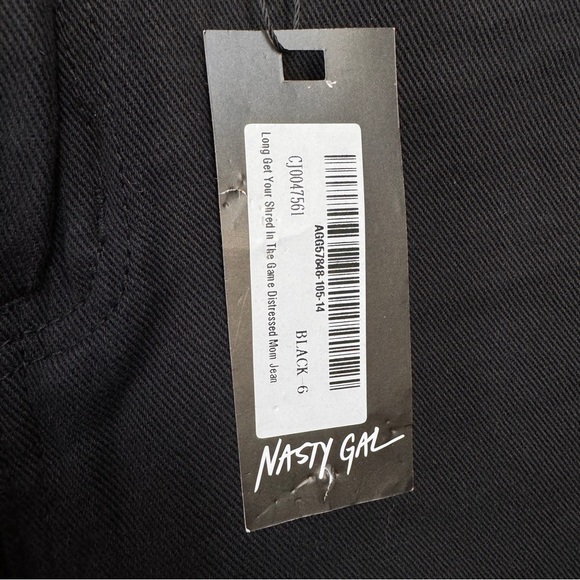 AGG57848-105-14
CJ0047561 BLACK 6
Long Get Your Shred In The Game Distressed Mom Jean
NASTY GAL